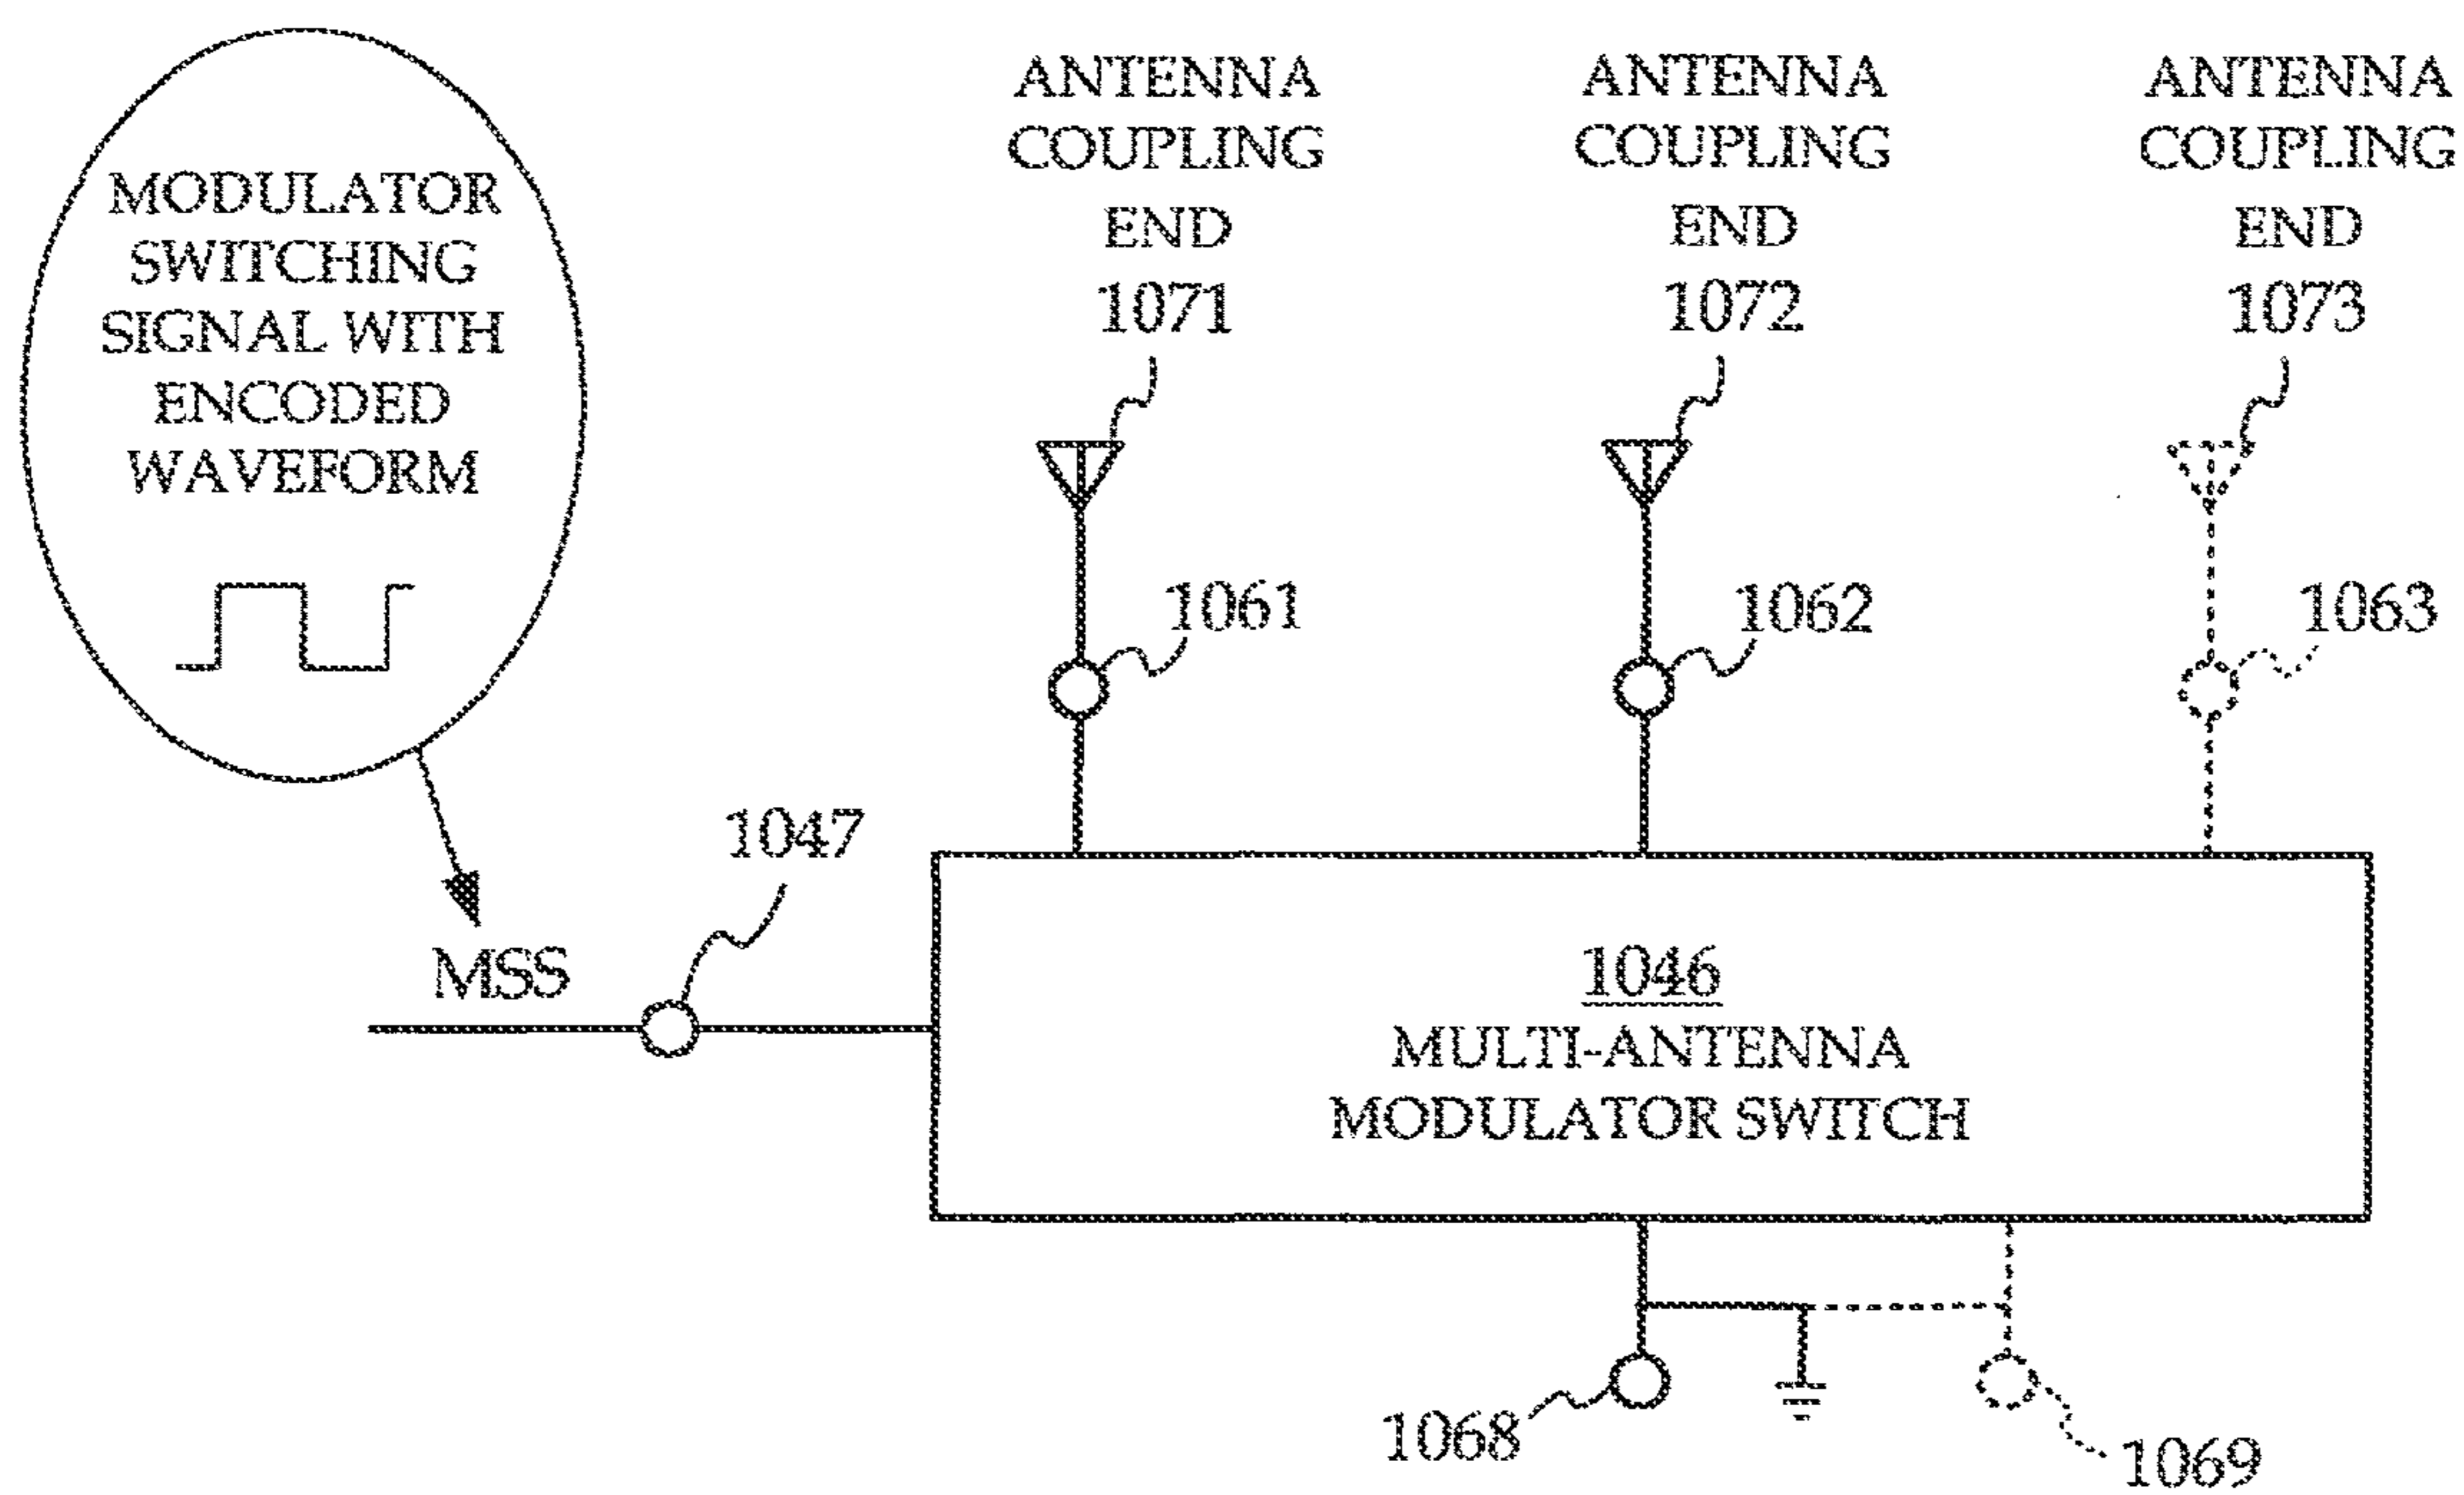 MODULATOR
SWITCHING
SIGNAL WITH
ENCODED
WAVEFORM
ANTENNA
COUPLING
END
1071
ANTENNA
COUPLING
END
1072
ANTENNA
COUPLING
END
1073
1061
1062
1063
1047
MSS
1046
MULTI-ANTENNA
MODULATOR SWITCH
1068
1069